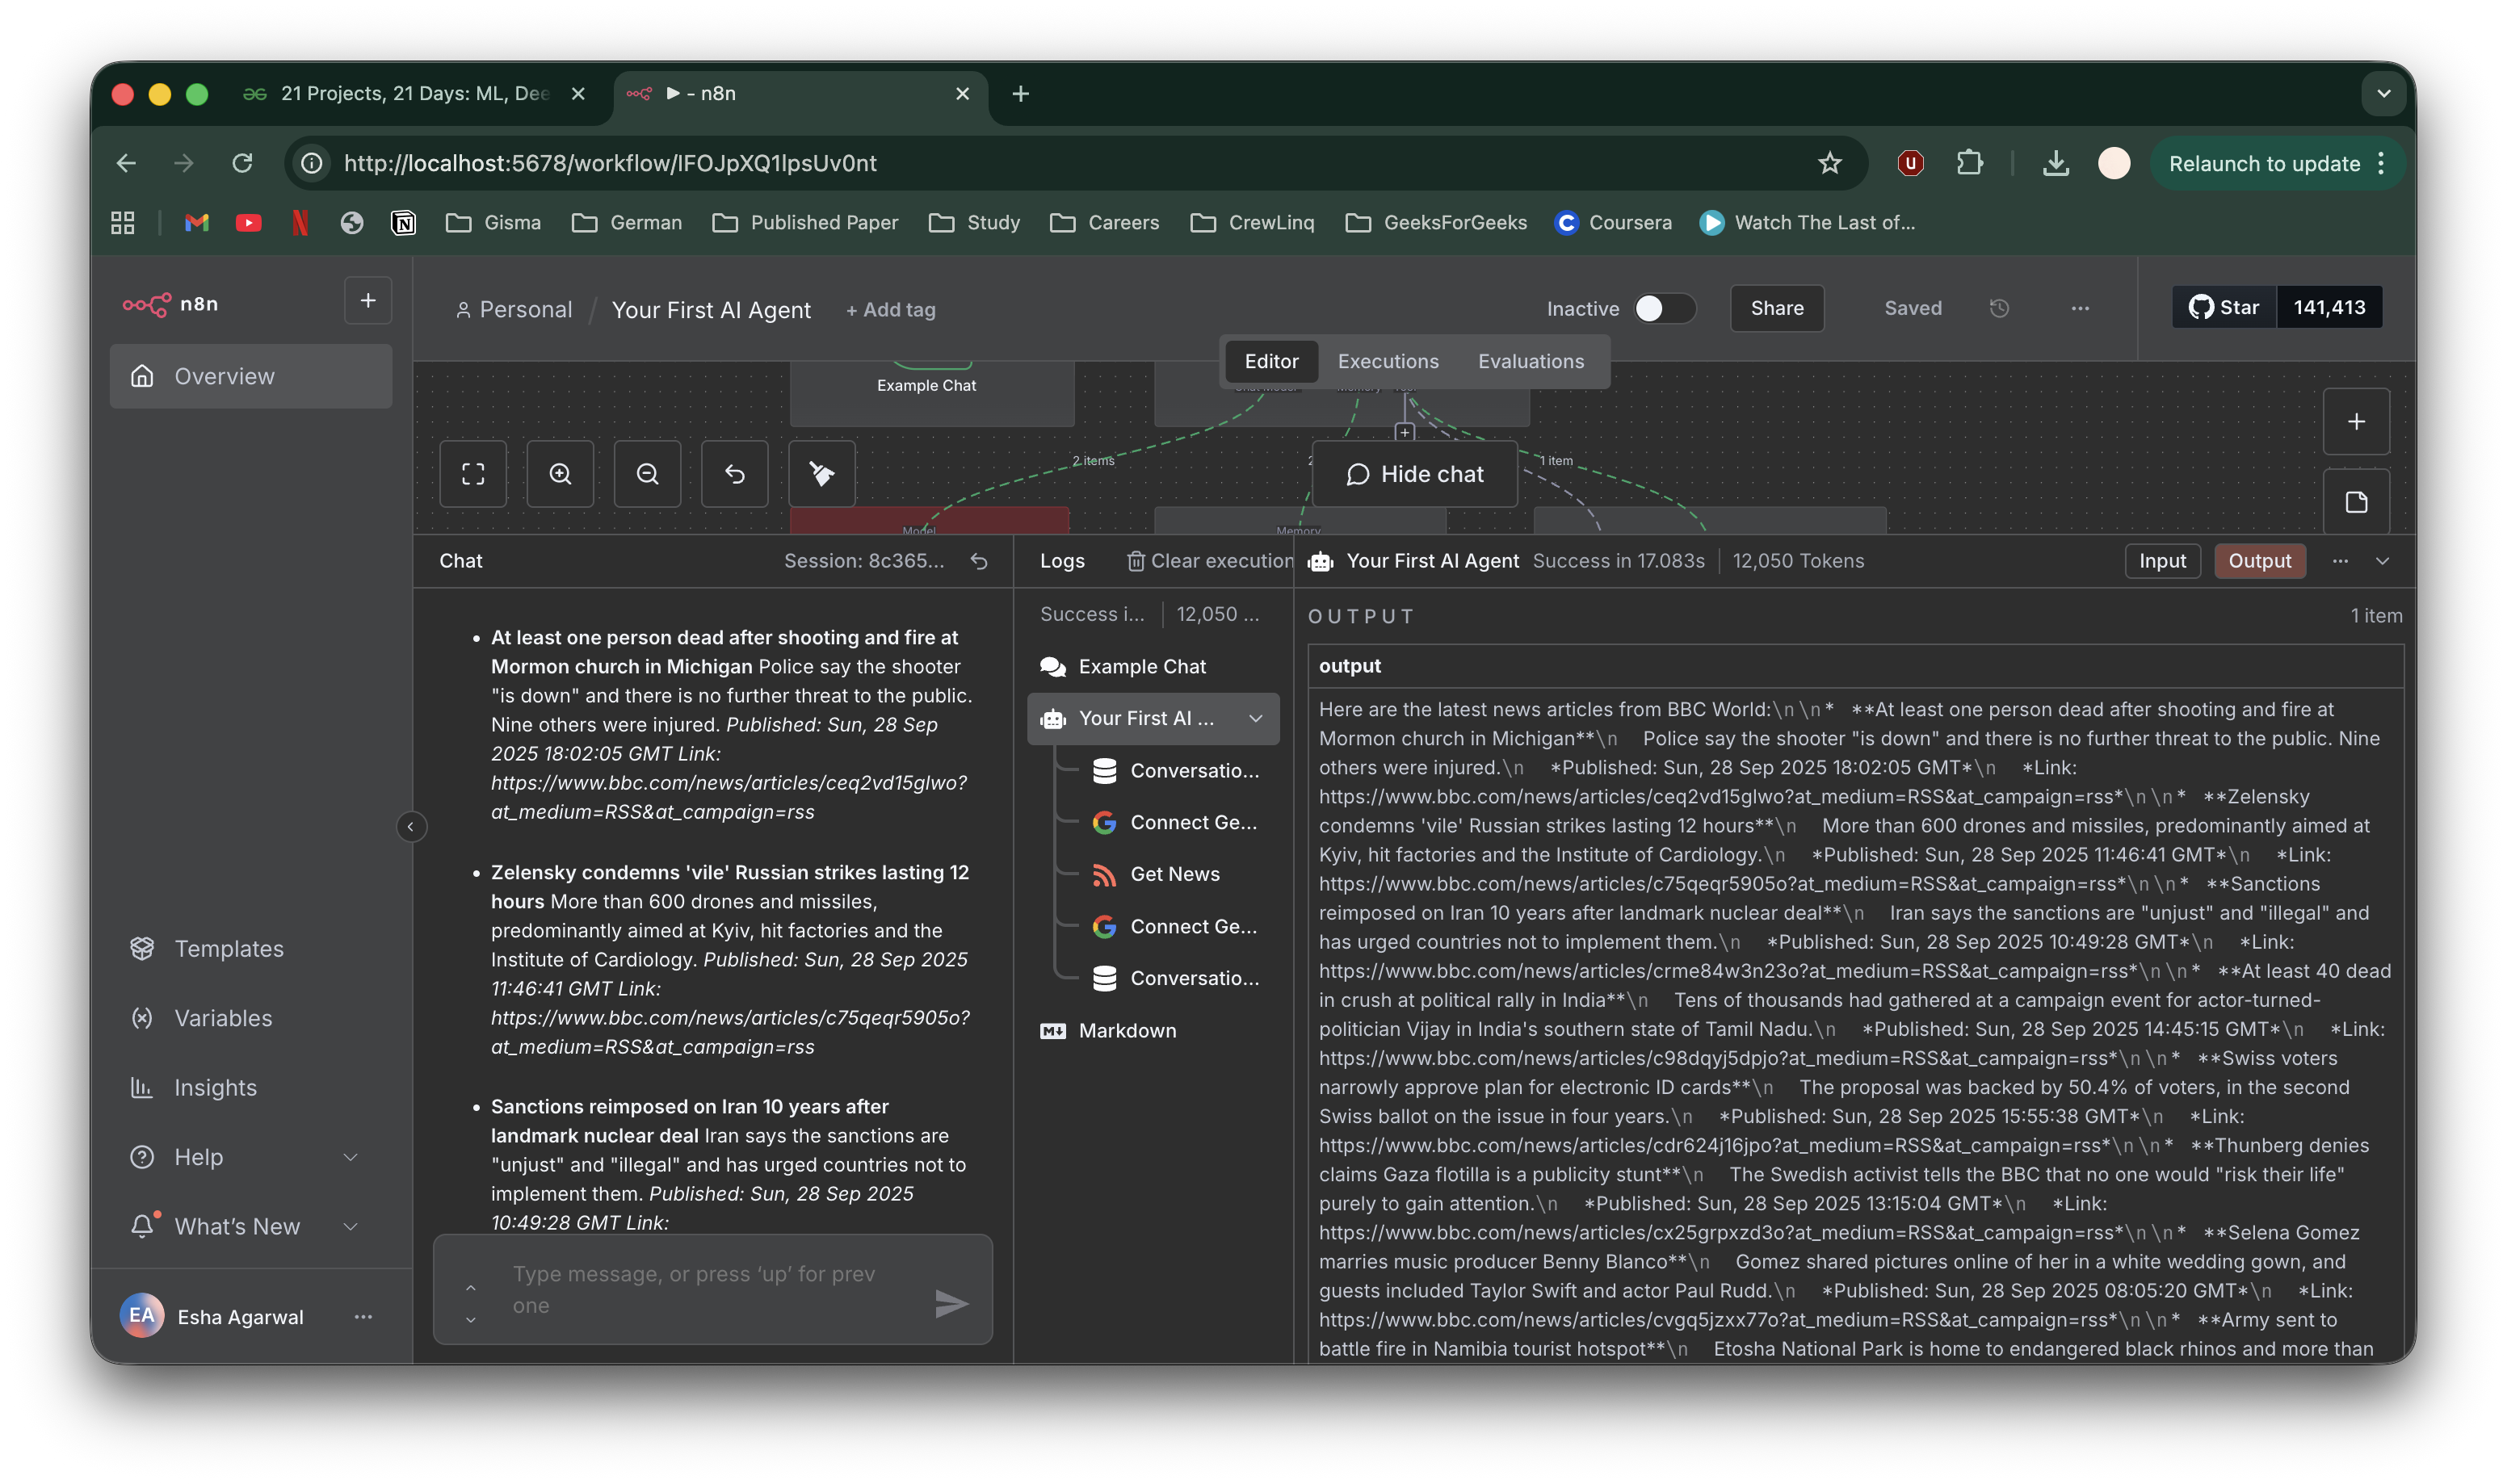 21 Projects, 21 Days: ML, Dee
- n8n
http://localhost:5678/workflow/IFOJpXQ1lpsUv0nt
Relaunch to update
Gisma
German
Published Paper
Study
Careers
CrewLinq
GeeksForGeeks
Coursera
Watch The Last of...
n8n
Overview
Templates
Variables
Insights
Help
What's New
EA
Esha Agarwal
Personal / Your First AI Agent
+ Add tag
Inactive
Share
Saved
Star
141,413
Editor
Executions
Evaluations
Example Chat
2 items
1 item
Hide chat
Model
Memory
Chat
Session: 8c365...
At least one person dead after shooting and fire at
Mormon church in Michigan Police say the shooter
"is down" and there is no further threat to the public.
Nine others were injured. Published: Sun, 28 Sep
2025 18:02:05 GMT Link:
https://www.bbc.com/news/articles/ceq2vd15glwo?
at_medium=RSS&at_campaign=rss
Zelensky condemns 'vile' Russian strikes lasting 12
hours More than 600 drones and missiles,
predominantly aimed at Kyiv, hit factories and the
Institute of Cardiology. Published: Sun, 28 Sep 2025
11:46:41 GMT Link:
https://www.bbc.com/news/articles/c75qeqr5905o?
at_medium=RSS&at_campaign=rss
Sanctions reimposed on Iran 10 years after
landmark nuclear deal Iran says the sanctions are
"unjust" and "illegal" and has urged countries not to
implement them. Published: Sun, 28 Sep 2025
10:49:28 GMT Link:
Type message, or press 'up' for prev
one
Logs
Clear execution
Success i...
12,050 ...
Example Chat
Your First AI ...
Conversatio...
Connect Ge...
Get News
Connect Ge...
Conversatio...
Markdown
Your First AI Agent
Success in 17.083s
12,050 Tokens
Input
Output
OUTPUT
1 item
output
Here are the latest news articles from BBC World:\n\n* **At least one person dead after shooting and fire at
Mormon church in Michigan**\n Police say the shooter "is down" and there is no further threat to the public. Nine
others were injured.\n *Published: Sun, 28 Sep 2025 18:02:05 GMT*\n *Link:
https://www.bbc.com/news/articles/ceq2vd15glwo?at_medium=RSS&at_campaign=rss*\n\n* **Zelensky
condemns 'vile' Russian strikes lasting 12 hours**\n More than 600 drones and missiles, predominantly aimed at
Kyiv, hit factories and the Institute of Cardiology.\n *Published: Sun, 28 Sep 2025 11:46:41 GMT*\n *Link:
https://www.bbc.com/news/articles/c75qeqr5905o?at_medium=RSS&at_campaign=rss*\n\n* **Sanctions
reimposed on Iran 10 years after landmark nuclear deal**\n Iran says the sanctions are "unjust" and "illegal" and
has urged countries not to implement them.\n *Published: Sun, 28 Sep 2025 10:49:28 GMT*\n *Link:
https://www.bbc.com/news/articles/crme84w3n23o?at_medium=RSS&at_campaign=rss*\n\n* **At least 40 dead
in crush at political rally in India**\n Tens of thousands had gathered at a campaign event for actor-turned-
politician Vijay in India's southern state of Tamil Nadu.\n *Published: Sun, 28 Sep 2025 14:45:15 GMT*\n *Link:
https://www.bbc.com/news/articles/c98dqyj5dpjo?at_medium=RSS&at_campaign=rss*\n\n* **Swiss voters
narrowly approve plan for electronic ID cards**\n The proposal was backed by 50.4% of voters, in the second
Swiss ballot on the issue in four years.\n *Published: Sun, 28 Sep 2025 15:55:38 GMT*\n *Link:
https://www.bbc.com/news/articles/cdr624j16jpo?at_medium=RSS&at_campaign=rss*\n\n* **Thunberg denies
claims Gaza flotilla is a publicity stunt**\n The Swedish activist tells the BBC that no one would "risk their life"
purely to gain attention.\n *Published: Sun, 28 Sep 2025 13:15:04 GMT*\n *Link:
https://www.bbc.com/news/articles/cx25grpxzd3o?at_medium=RSS&at_campaign=rss*\n\n* **Selena Gomez
marries music producer Benny Blanco**\n Gomez shared pictures online of her in a white wedding gown, and
guests included Taylor Swift and actor Paul Rudd.\n *Published: Sun, 28 Sep 2025 08:05:20 GMT*\n *Link:
https://www.bbc.com/news/articles/cvgq5jzxx77o?at_medium=RSS&at_campaign=rss*\n\n* **Army sent to
battle fire in Namibia tourist hotspot**\n Etosha National Park is home to endangered black rhinos and more than